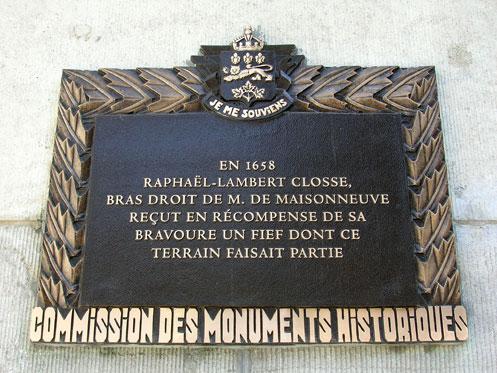 JE ME SOUVIENS
EN 1658
RAPHAËL-LAMBERT CLOSSE,
BRAS DROIT DE M. DE MAISONNEUVE
REÇUT EN RÉCOMPENSE DE SA
BRAVOURE UN FIEF DONT CE
TERRAIN FAISAIT PARTIE
COMMISSION DES MONUMENTS HISTORIQUES